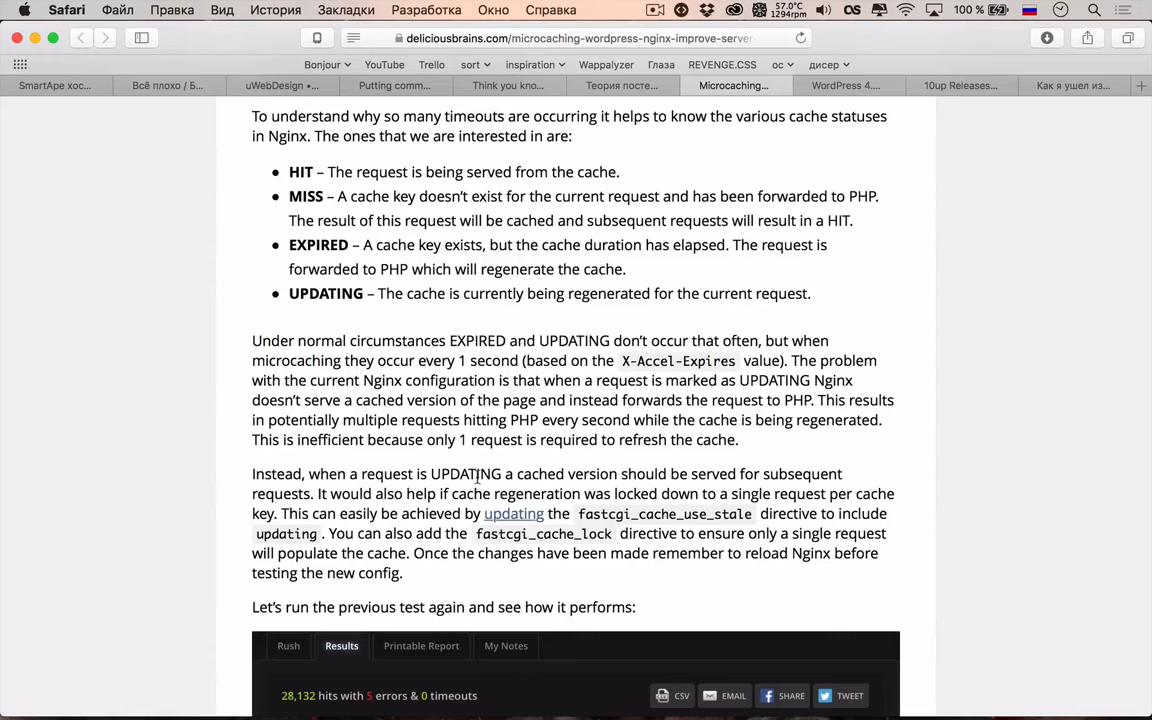 Safari Файл Правка Вид История Закладки Разработка Окно Справка 57.0°C 1294rpm 100 %
deliciousbrains.com/microcaching-wordpress-nginx-improve-server-
Bonjour YouTube Trello sort inspiration Wappalyzer Глаза REVENGE.CSS ос дисер
SmartApe хос... Всё плохо / Б... uWebDesign •... Putting comm... Think you kno... Теория посте... Microcaching... WordPress 4.... 10up Releases... Как я ушел из...
To understand why so many timeouts are occurring it helps to know the various cache statuses
in Nginx. The ones that we are interested in are:
● HIT – The request is being served from the cache.
● MISS – A cache key doesn't exist for the current request and has been forwarded to PHP.
The result of this request will be cached and subsequent requests will result in a HIT.
● EXPIRED – A cache key exists, but the cache duration has elapsed. The request is
forwarded to PHP which will regenerate the cache.
● UPDATING – The cache is currently being regenerated for the current request.
Under normal circumstances EXPIRED and UPDATING don't occur that often, but when
microcaching they occur every 1 second (based on the X-Accel-Expires value). The problem
with the current Nginx configuration is that when a request is marked as UPDATING Nginx
doesn't serve a cached version of the page and instead forwards the request to PHP. This results
in potentially multiple requests hitting PHP every second while the cache is being regenerated.
This is inefficient because only 1 request is required to refresh the cache.
Instead, when a request is UPDATING a cached version should be served for subsequent
requests. It would also help if cache regeneration was locked down to a single request per cache
key. This can easily be achieved by updating the fastcgi_cache_use_stale directive to include
updating . You can also add the fastcgi_cache_lock directive to ensure only a single request
will populate the cache. Once the changes have been made remember to reload Nginx before
testing the new config.
Let's run the previous test again and see how it performs:
Rush Results Printable Report My Notes
28,132 hits with 5 errors & 0 timeouts CSV EMAIL SHARE TWEET